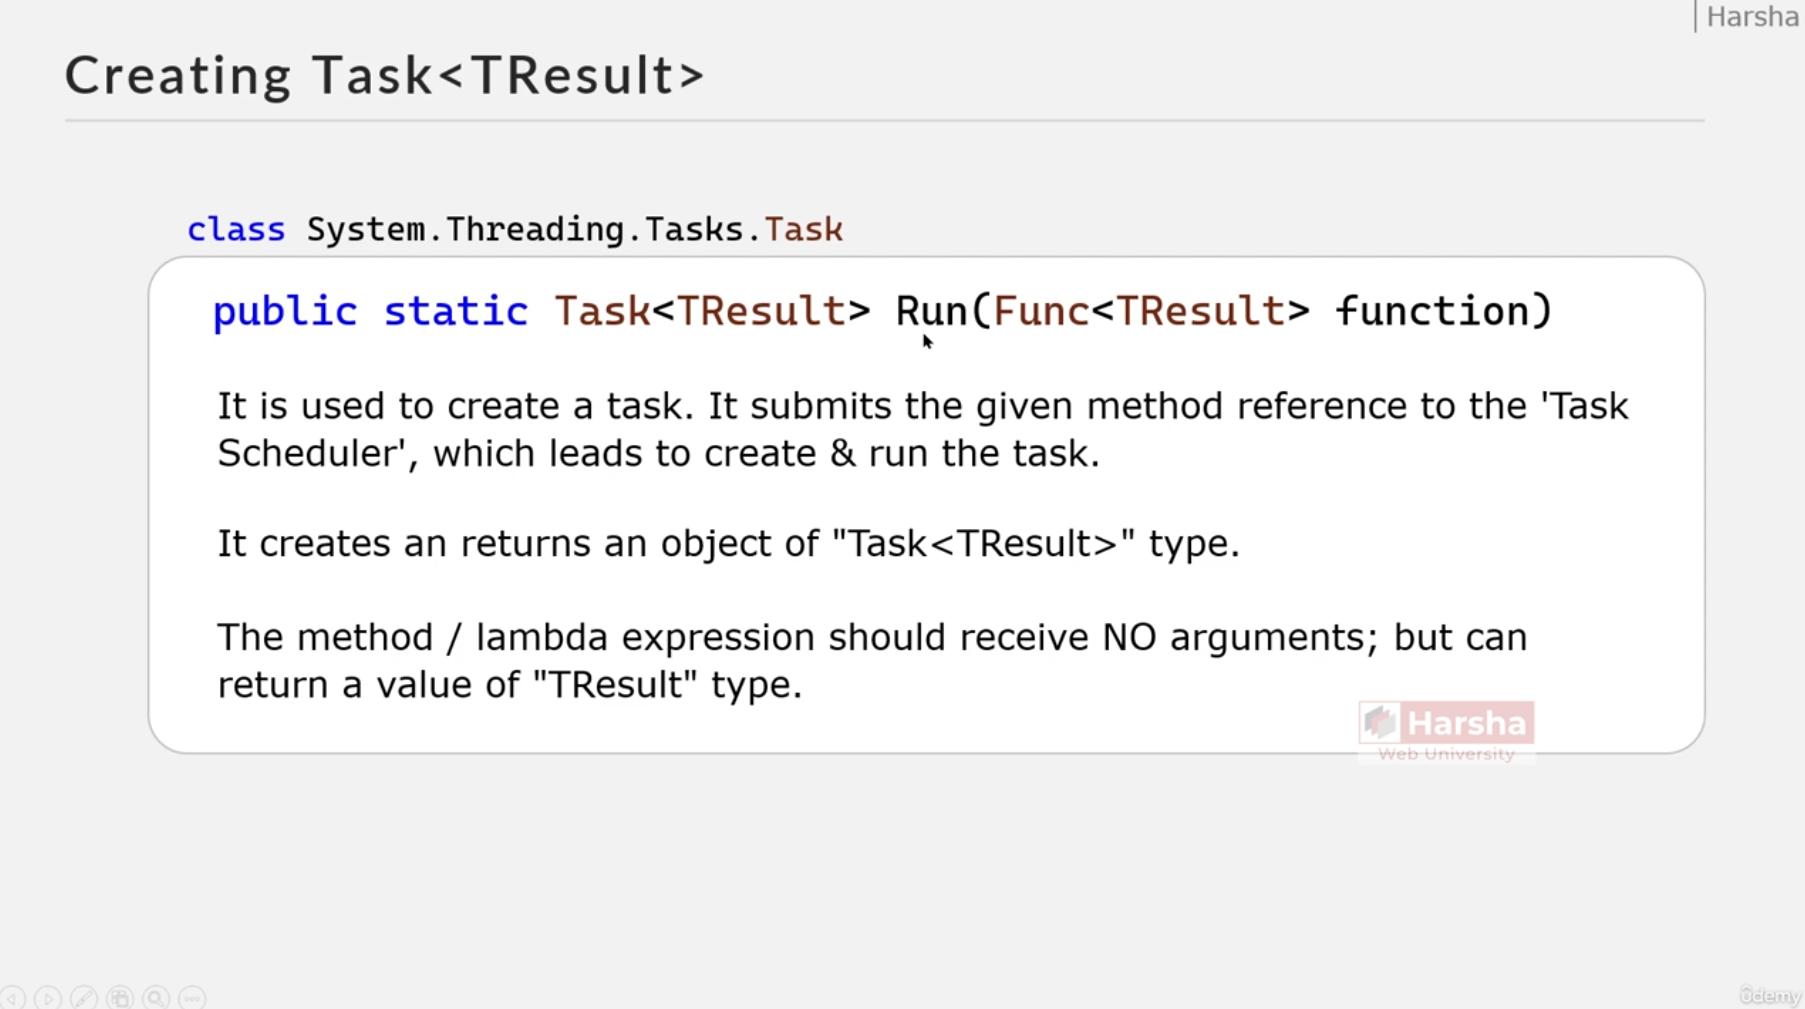 Harsha
Creating Task<TResult>
class System.Threading.Tasks.Task
public static Task<TResult> Run(Func<TResult> function)
It is used to create a task. It submits the given method reference to the 'Task
Scheduler', which leads to create & run the task.
It creates an returns an object of "Task<TResult>" type.
The method / lambda expression should receive NO arguments; but can
return a value of "TResult" type.
Harsha
Web University
ûdemy